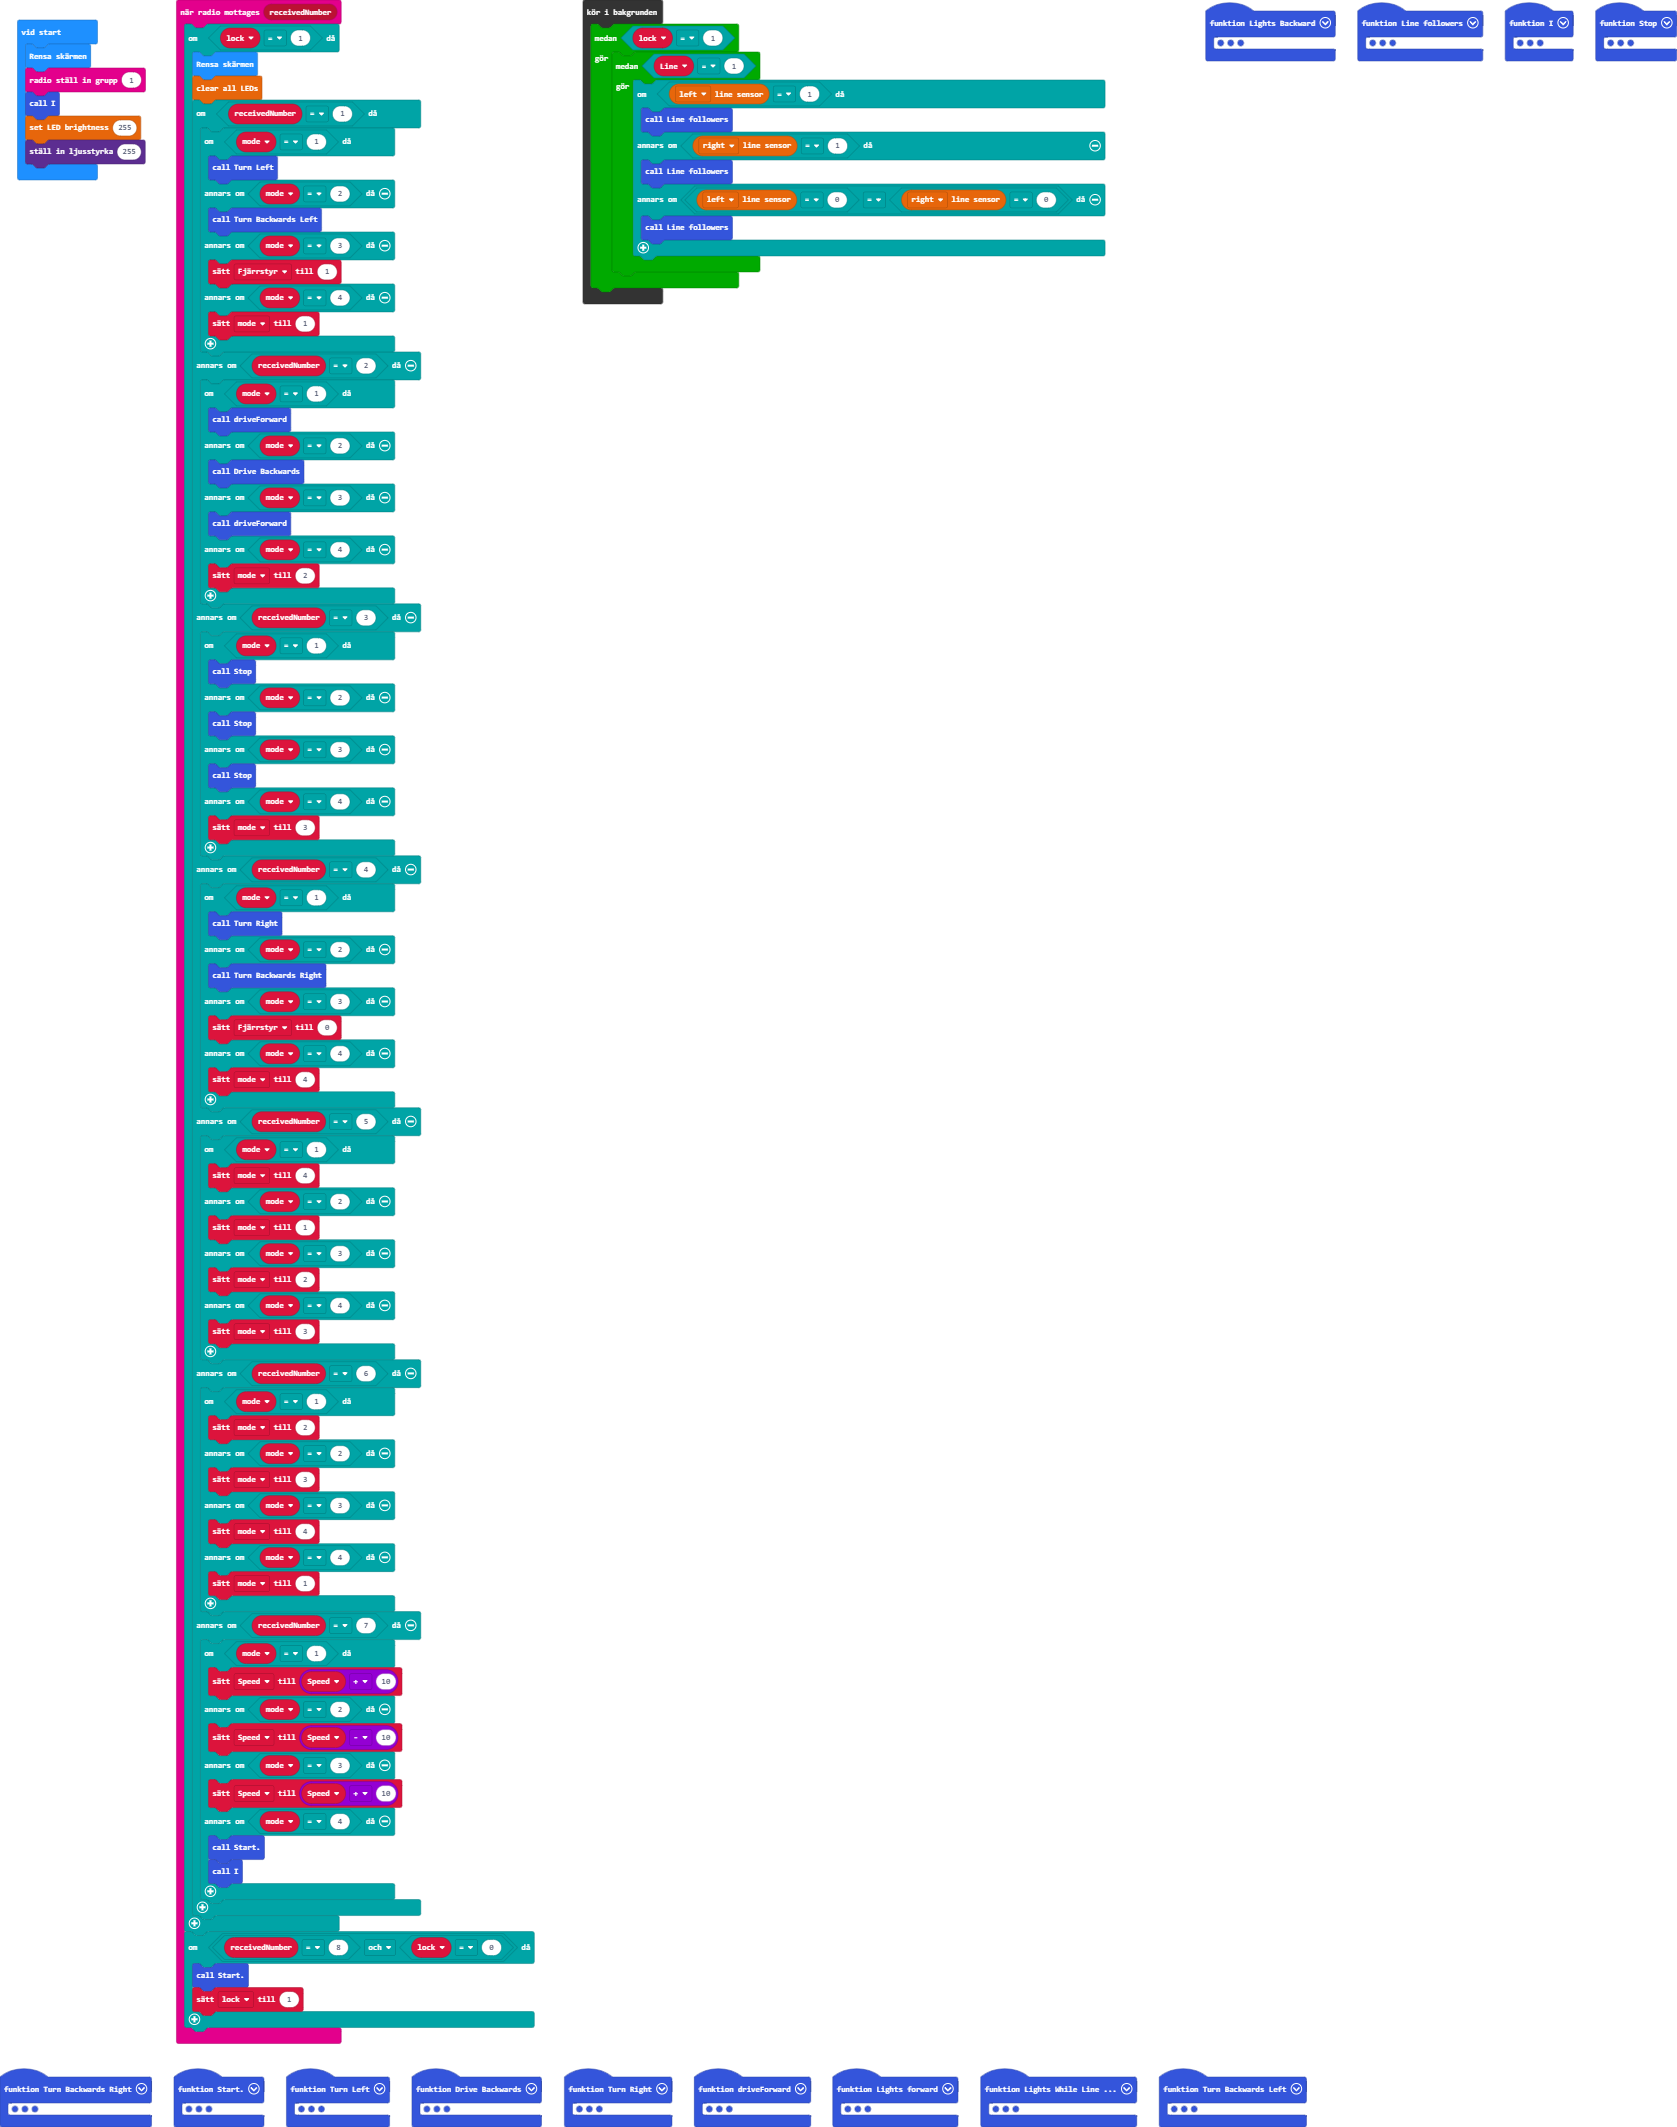 vid start
Rensa skärmen
radio ställ in grupp 1
call I
set LED brightness 255
ställ in ljusstyrka 255
när radio mottages receivedNumber
om lock = 1 då
Rensa skärmen
clear all LEDs
om receivedNumber = 1 då
om mode = 1 då
call Turn Left
annars om mode = 2 då
call Turn Backwards Left
annars om mode = 3 då
sätt Fjärrstyr till 1
annars om mode = 4 då
sätt mode till 1
annars om receivedNumber = 2 då
om mode = 1 då
call driveForward
annars om mode = 2 då
call Drive Backwards
annars om mode = 3 då
call driveForward
annars om mode = 4 då
sätt mode till 2
annars om receivedNumber = 3 då
om mode = 1 då
call Stop
annars om mode = 2 då
call Stop
annars om mode = 3 då
call Stop
annars om mode = 4 då
sätt mode till 3
annars om receivedNumber = 4 då
om mode = 1 då
call Turn Right
annars om mode = 2 då
call Turn Backwards Right
annars om mode = 3 då
sätt Fjärrstyr till 0
annars om mode = 4 då
sätt mode till 4
annars om receivedNumber = 5 då
om mode = 1 då
sätt mode till 4
annars om mode = 2 då
sätt mode till 1
annars om mode = 3 då
sätt mode till 2
annars om mode = 4 då
sätt mode till 3
annars om receivedNumber = 6 då
om mode = 1 då
sätt mode till 2
annars om mode = 2 då
sätt mode till 3
annars om mode = 3 då
sätt mode till 4
annars om mode = 4 då
sätt mode till 1
annars om receivedNumber = 7 då
om mode = 1 då
sätt Speed till Speed + 10
annars om mode = 2 då
sätt Speed till Speed - 10
annars om mode = 3 då
sätt Speed till Speed + 10
annars om mode = 4 då
call Start.
call I
om receivedNumber = 8 och lock = 0 då
call Start.
sätt lock till 1
kör i bakgrunden
medan lock = 1
gör
medan Line = 1
gör
om left line sensor = 1 då
call Line followers
annars om right line sensor = 1 då
call Line followers
annars om left line sensor = 0 = right line sensor = 0 då
call Line followers
funktion Lights Backward
funktion Line followers
funktion I
funktion Stop
funktion Turn Backwards Right
funktion Start.
funktion Turn Left
funktion Drive Backwards
funktion Turn Right
funktion driveForward
funktion Lights forward
funktion Lights While Line ...
funktion Turn Backwards Left